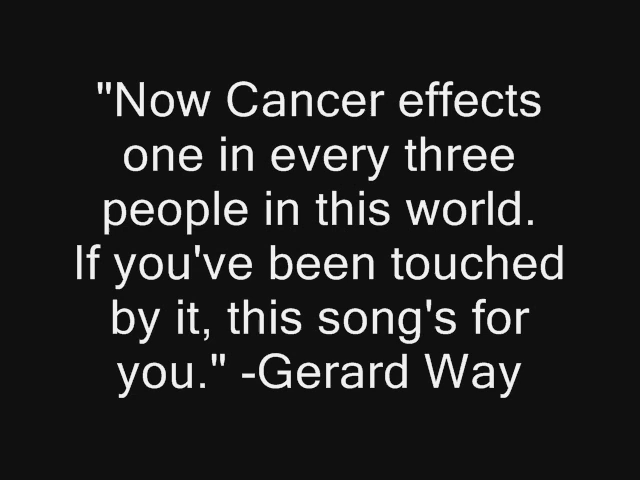 "Now Cancer effects
one in every three
people in this world.
If you've been touched
by it, this song's for
you." -Gerard Way